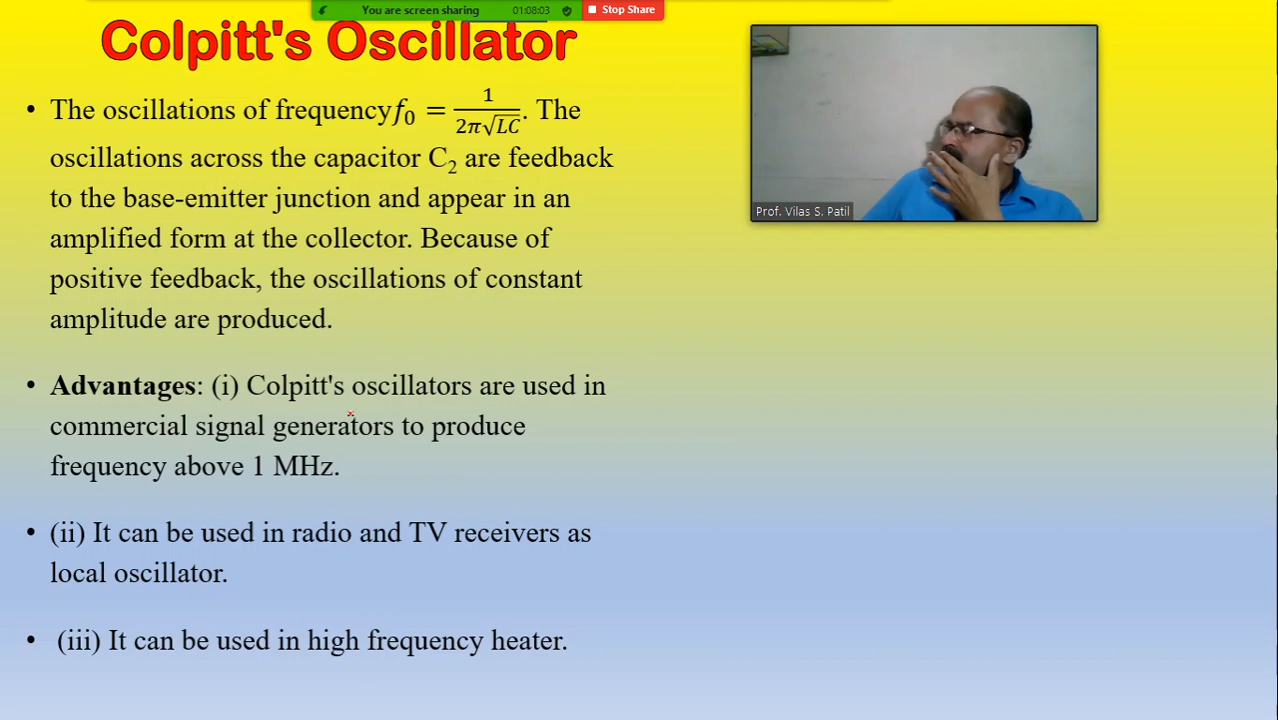 You are screen sharing 01:08:03 Stop Share
Colpitt's Oscillator
• The oscillations of frequency𝑓₀ = 1/(2π√LC). The
oscillations across the capacitor C₂ are feedback
to the base-emitter junction and appear in an
amplified form at the collector. Because of
positive feedback, the oscillations of constant
amplitude are produced.
• Advantages: (i) Colpitt's oscillators are used in
commercial signal generators to produce
frequency above 1 MHz.
• (ii) It can be used in radio and TV receivers as
local oscillator.
• (iii) It can be used in high frequency heater.
Prof. Vilas S. Patil